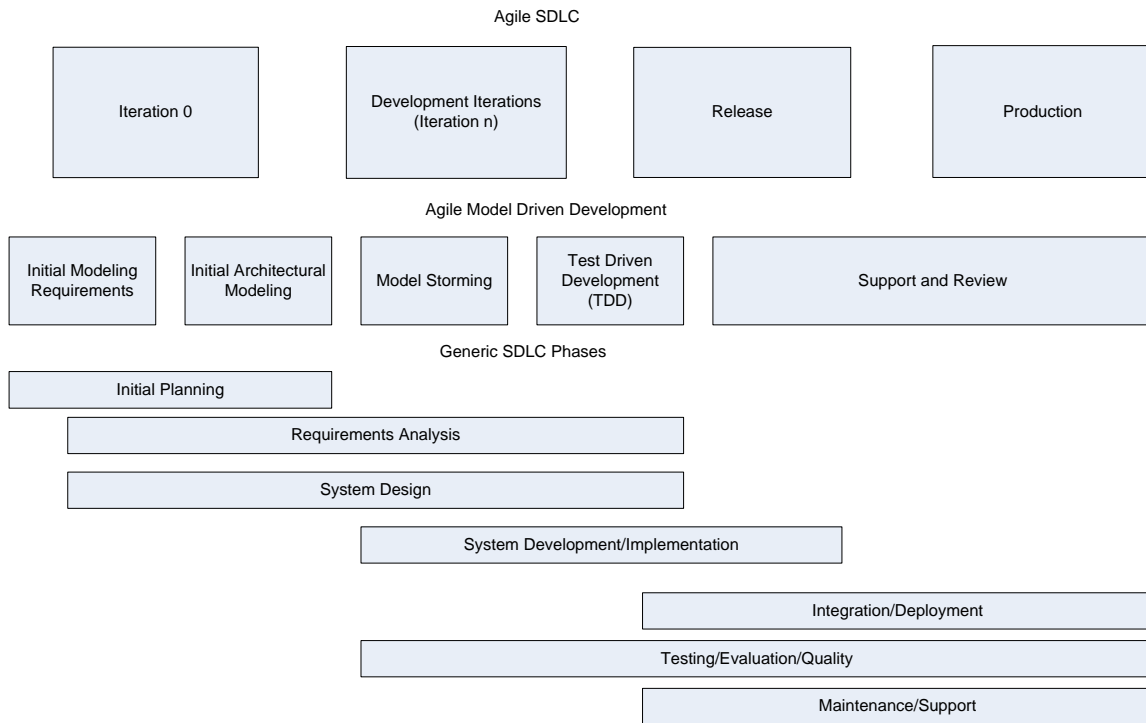 Agile SDLC
Iteration 0
Development Iterations
(Iteration n)
Release
Production
Agile Model Driven Development
Initial Modeling
Requirements
Initial Architectural
Modeling
Model Storming
Test Driven
Development
(TDD)
Support and Review
Generic SDLC Phases
Initial Planning
Requirements Analysis
System Design
System Development/Implementation
Integration/Deployment
Testing/Evaluation/Quality
Maintenance/Support